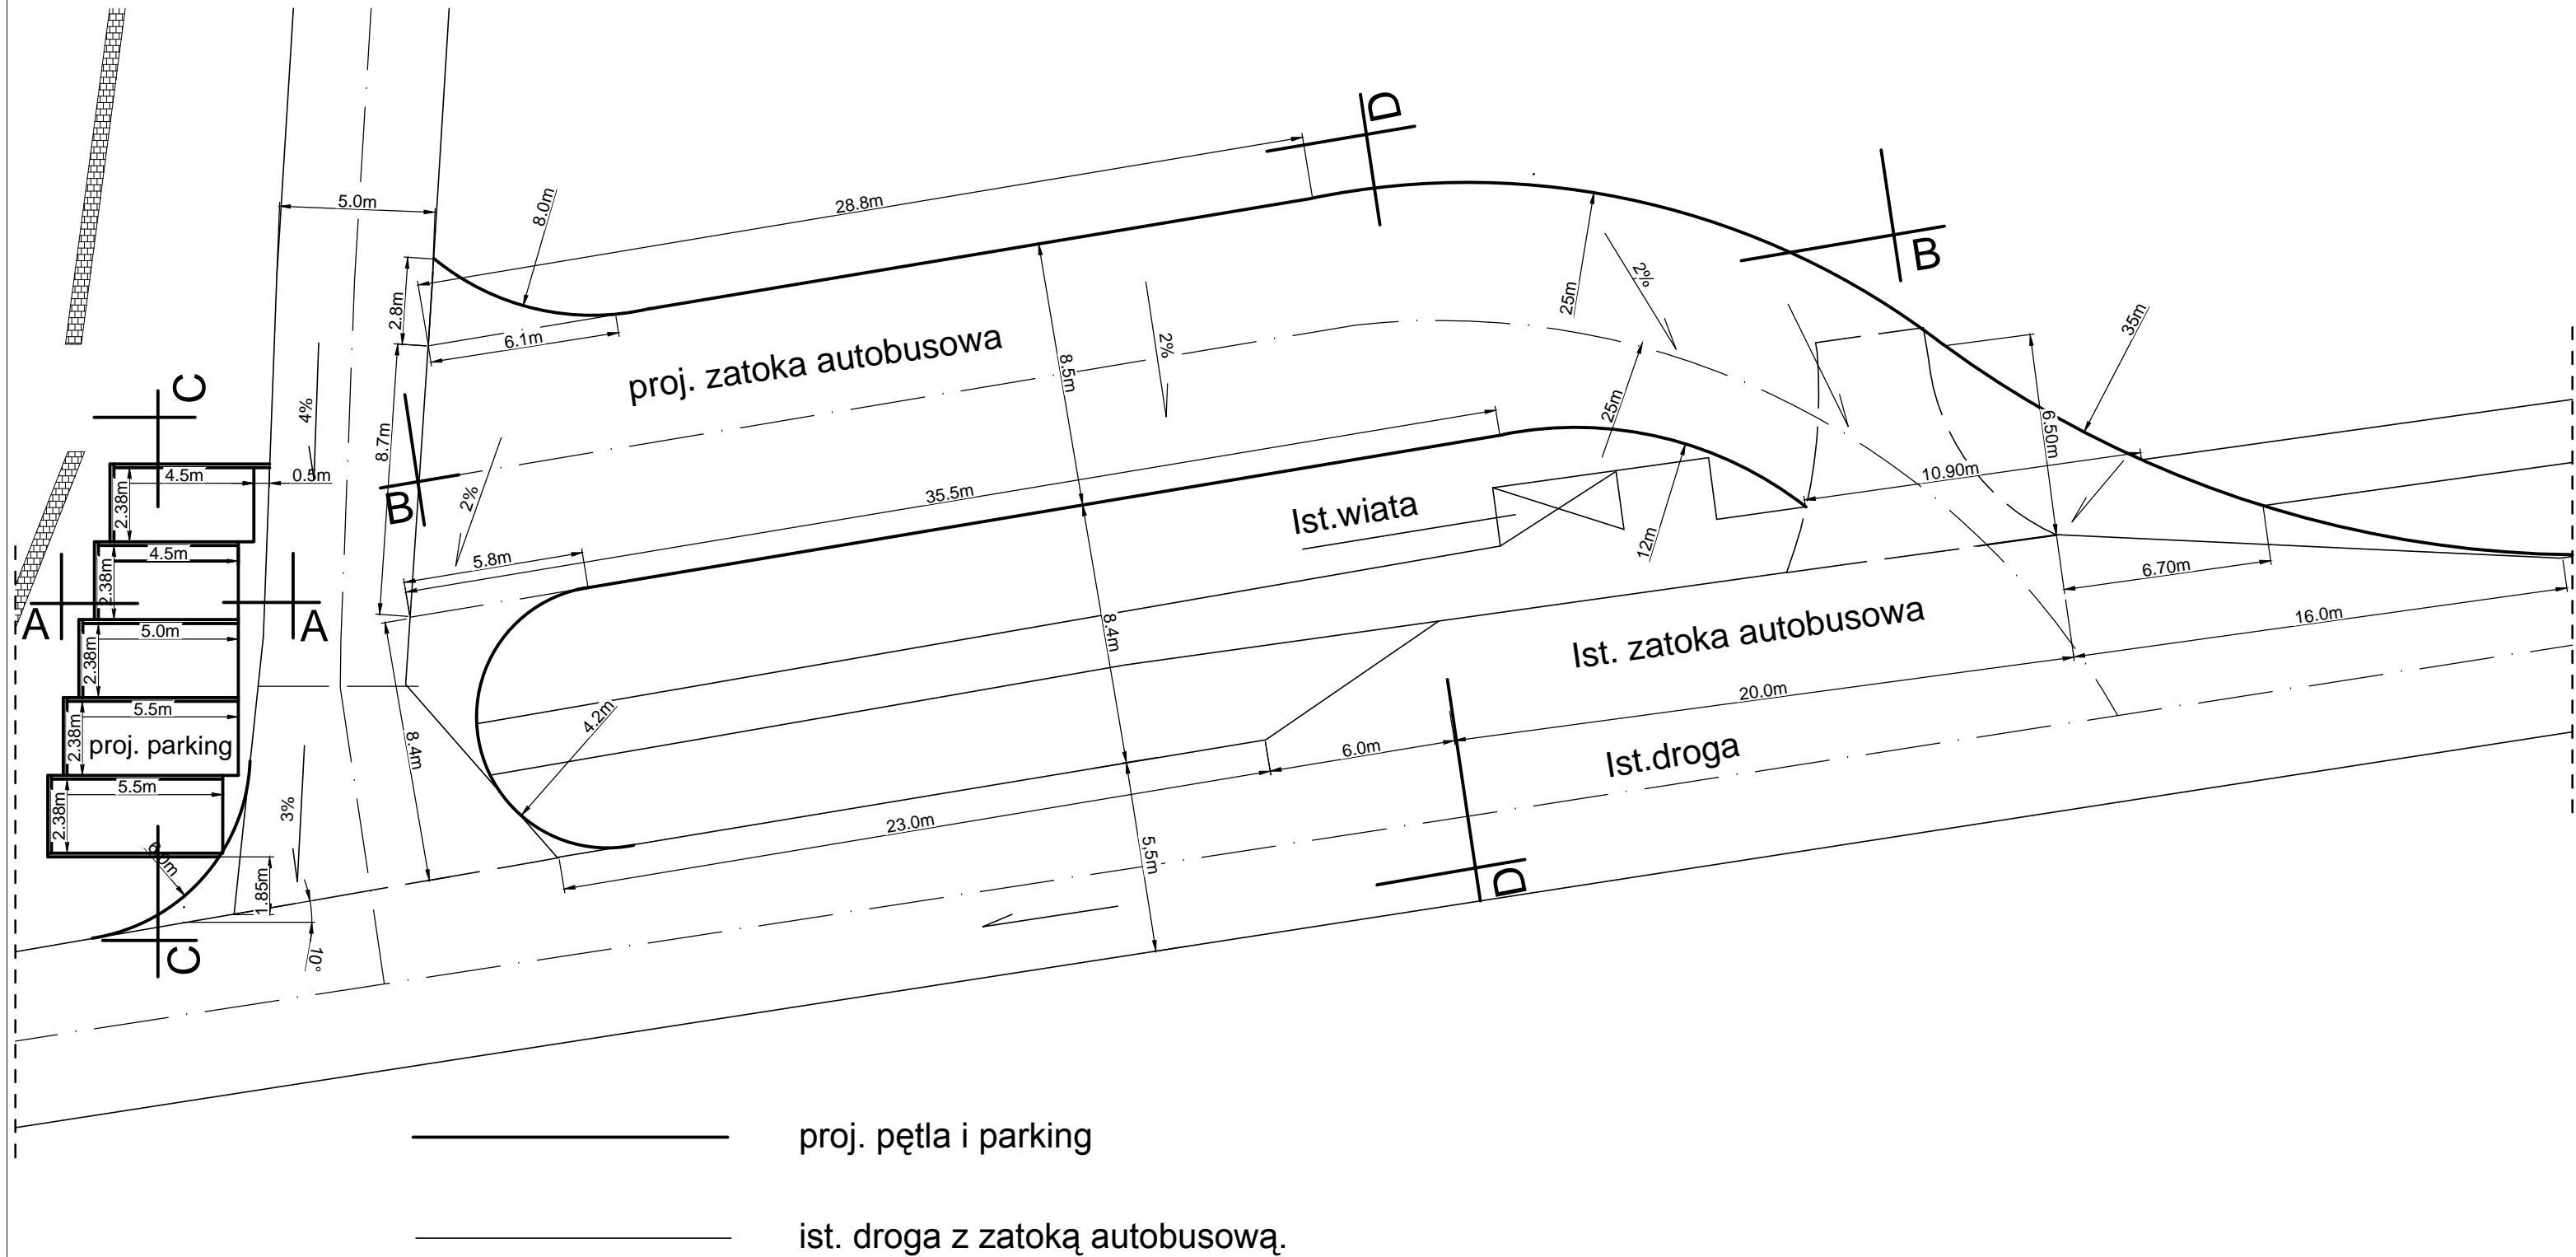 D
5.0m
8.0m
28.8m
B
2.8m
6.1m
proj. zatoka autobusowa
8.5m
2%
25m
2%
35m
C
4%
8.7m
25m
6.50m
4.5m
0.5m
2.38m
B
2%
35.5m
Ist.wiata
10.90m
4.5m
2.38m
5.8m
12m
6.70m
A
A
5.0m
2.38m
8.4m
Ist. zatoka autobusowa
16.0m
5.5m
2.38m
proj. parking
8.4m
4.2m
20.0m
6.0m
Ist.droga
5.5m
2.38m
3%
23.0m
6.0m
1.85m
5,5m
D
C
10°
proj. pętla i parking
ist. droga z zatoką autobusową.